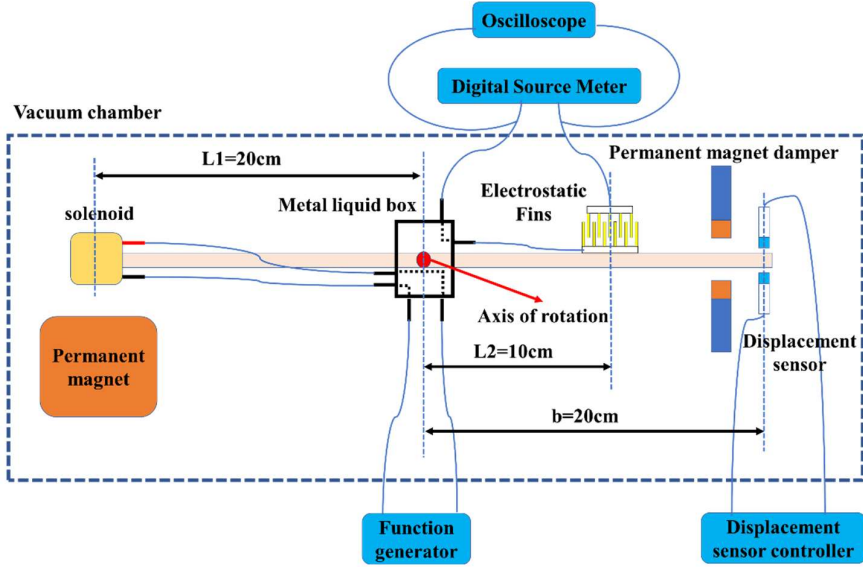 Oscilloscope
Digital Source Meter
Vacuum chamber
L1=20cm
Permanent magnet damper
Electrostatic
Fins
Metal liquid box
solenoid
Axis of rotation
Permanent
magnet
L2=10cm
Displacement
sensor
b=20cm
Function
generator
Displacement
sensor controller